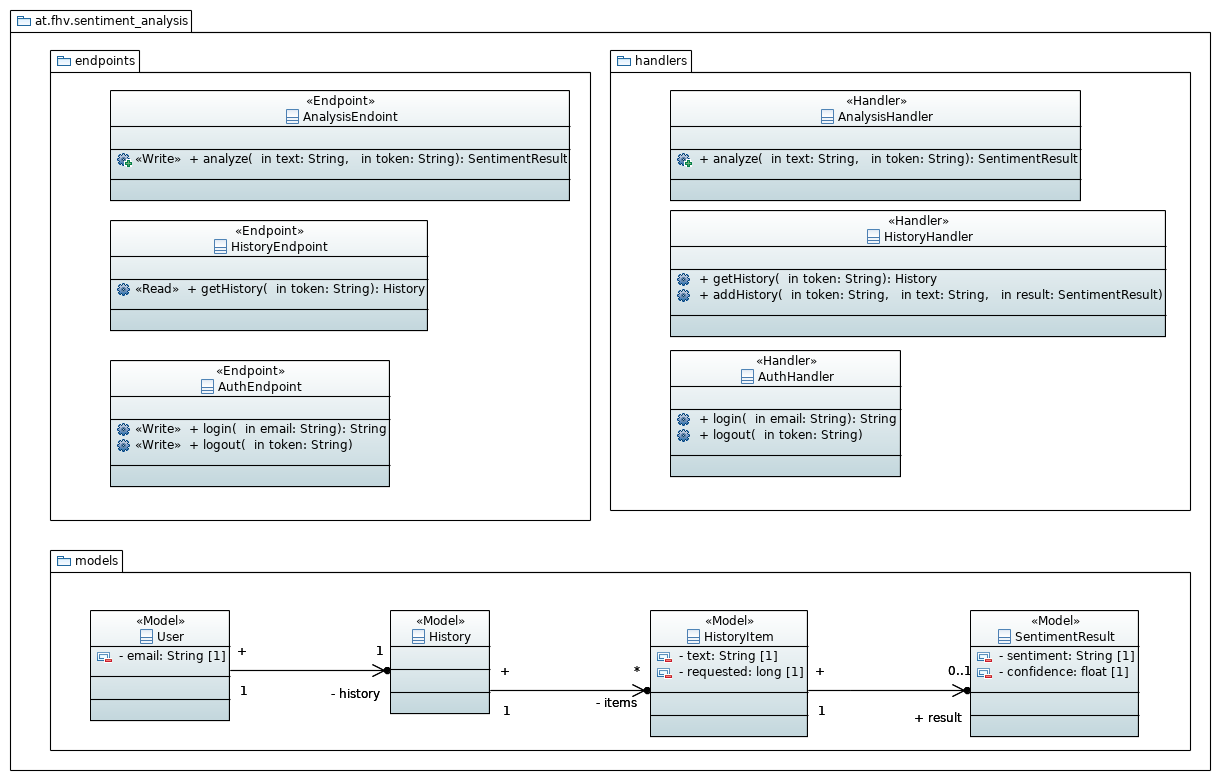 at.fhv.sentiment_analysis
endpoints
«Endpoint»
AnalysisEndoint
«Write» + analyze( in text: String, in token: String): SentimentResult
«Endpoint»
HistoryEndpoint
«Read» + getHistory( in token: String): History
«Endpoint»
AuthEndpoint
«Write» + login( in email: String): String
«Write» + logout( in token: String)
handlers
«Handler»
AnalysisHandler
+ analyze( in text: String, in token: String): SentimentResult
«Handler»
HistoryHandler
+ getHistory( in token: String): History
+ addHistory( in token: String, in text: String, in result: SentimentResult)
«Handler»
AuthHandler
+ login( in email: String): String
+ logout( in token: String)
models
«Model»
User
- email: String [1]
+
1
1
- history
«Model»
History
+
1
*
- items
«Model»
HistoryItem
- text: String [1]
- requested: long [1]
+
1
0..1
+ result
«Model»
SentimentResult
- sentiment: String [1]
- confidence: float [1]